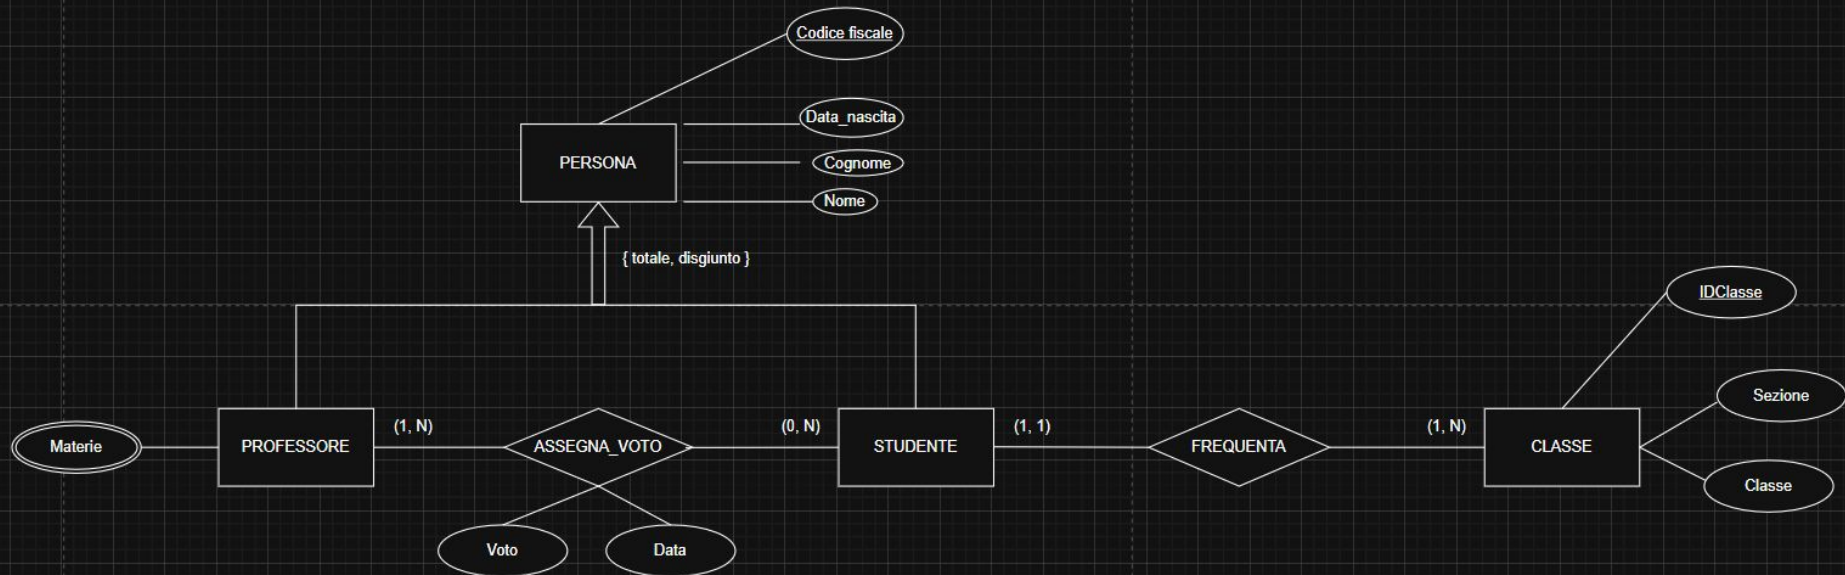 Codice fiscale
Data_nascita
PERSONA
Cognome
Nome
{ totale, disgiunto }
IDClasse
Sezione
Materie
PROFESSORE
(1, N)
ASSEGNA_VOTO
(0, N)
STUDENTE
(1, 1)
FREQUENTA
(1, N)
CLASSE
Classe
Voto
Data